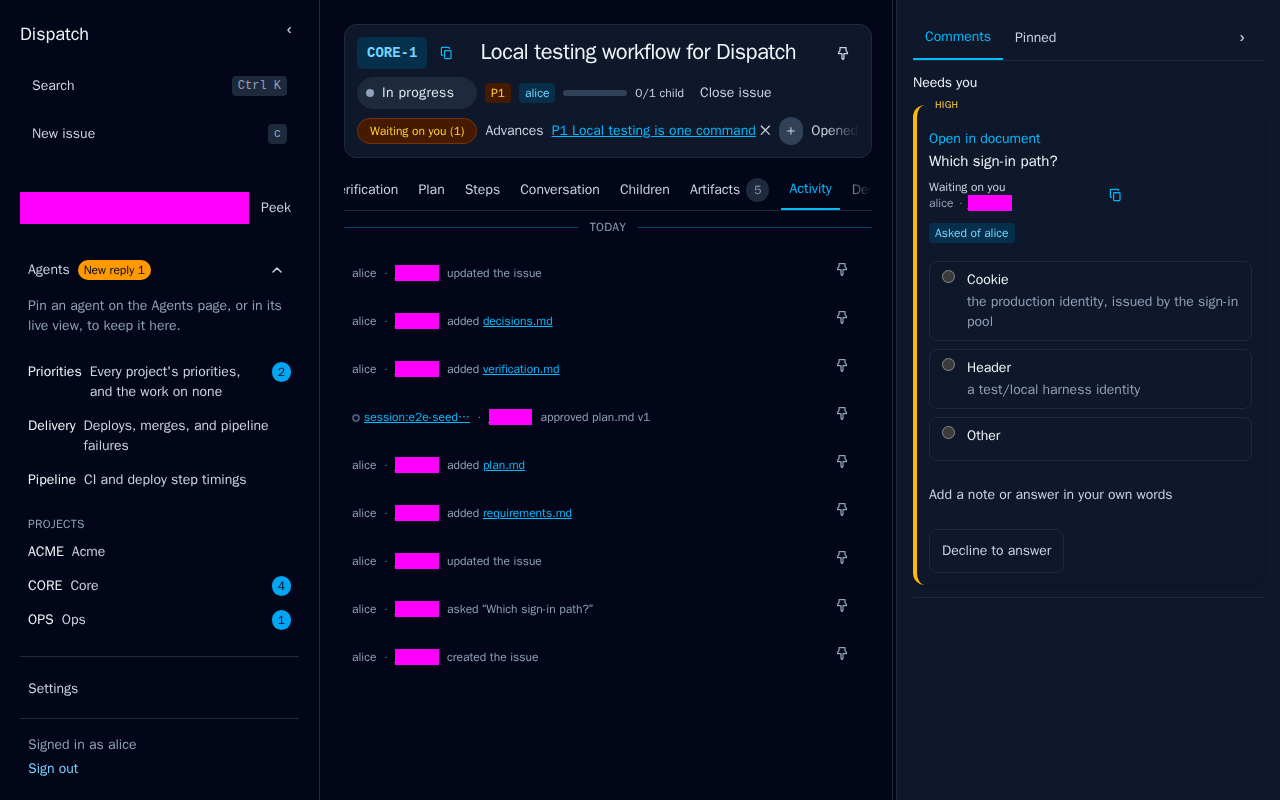 Dispatch
Search Ctrl K
New issue C
Peek
Agents New reply 1
Pin an agent on the Agents page, or in its
live view, to keep it here.
Priorities Every project's priorities, 2
and the work on none
Delivery Deploys, merges, and pipeline
failures
Pipeline CI and deploy step timings
PROJECTS
ACME Acme
CORE Core 4
OPS Ops 1
Settings
Signed in as alice
Sign out
CORE-1 Local testing workflow for Dispatch
In progress P1 alice 0/1 child Close issue
Waiting on you (1) Advances P1 Local testing is one command + Opened
erification Plan Steps Conversation Children Artifacts 5 Activity De
TODAY
alice · updated the issue
alice · added decisions.md
alice · added verification.md
session:e2e-seed··· · approved plan.md v1
alice · added plan.md
alice · added requirements.md
alice · updated the issue
alice · asked “Which sign-in path?”
alice · created the issue
Comments Pinned
Needs you
HIGH
Open in document
Which sign-in path?
Waiting on you
alice ·
Asked of alice
Cookie
the production identity, issued by the sign-in
pool
Header
a test/local harness identity
Other
Add a note or answer in your own words
Decline to answer